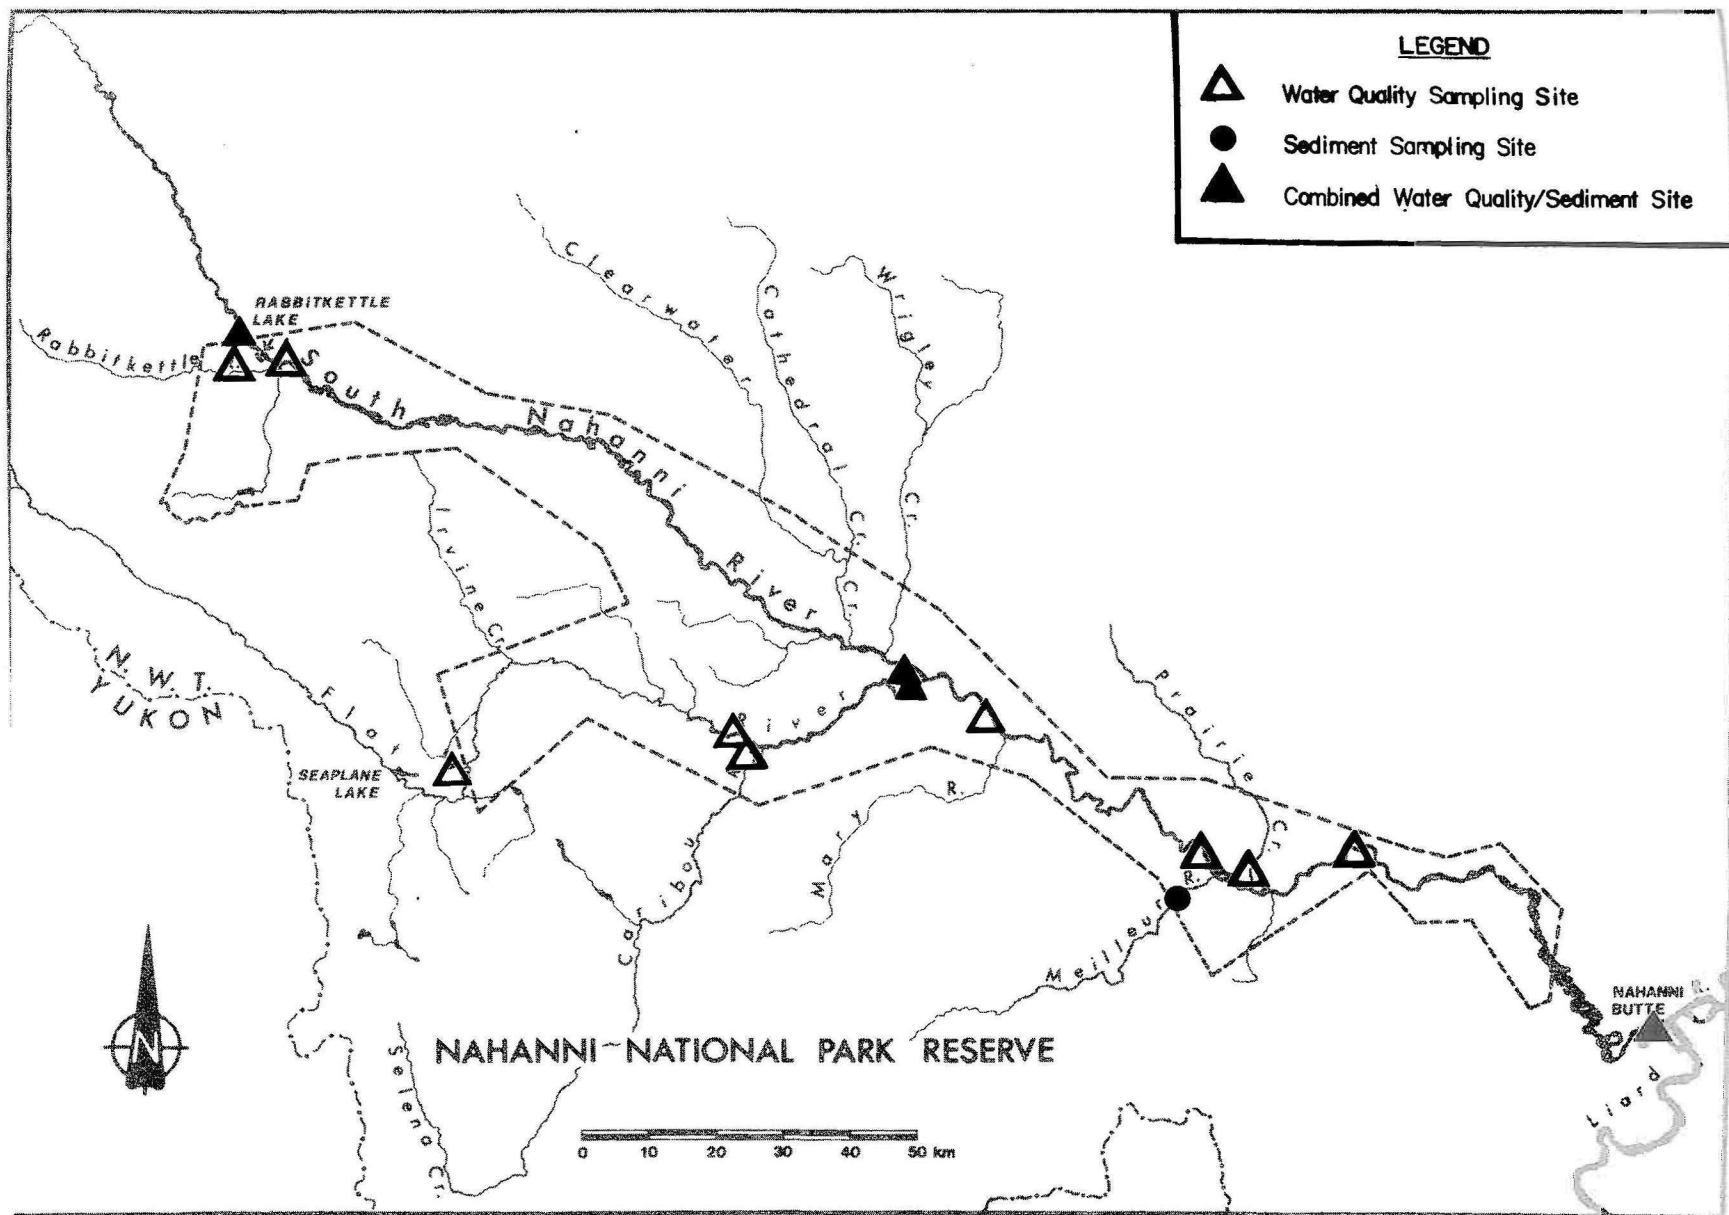 LEGEND
Water Quality Sampling Site
Sediment Sampling Site
Combined Water Quality/Sediment Site
RABBITKETTLE
LAKE
Rabbitkettle R.
South Nahanni River
Clearwater Cr.
Cathedral Cr.
Wrigley Cr.
Irvine Cr.
N.W.T.
YUKON
Flat River
SEAPLANE
LAKE
Caribou
Mary R.
Prairie Cr.
Meilleur R.
NAHANNI
BUTTE
Liard R.
Selena Cr.
N
NAHANNI NATIONAL PARK RESERVE
0 10 20 30 40 50 km